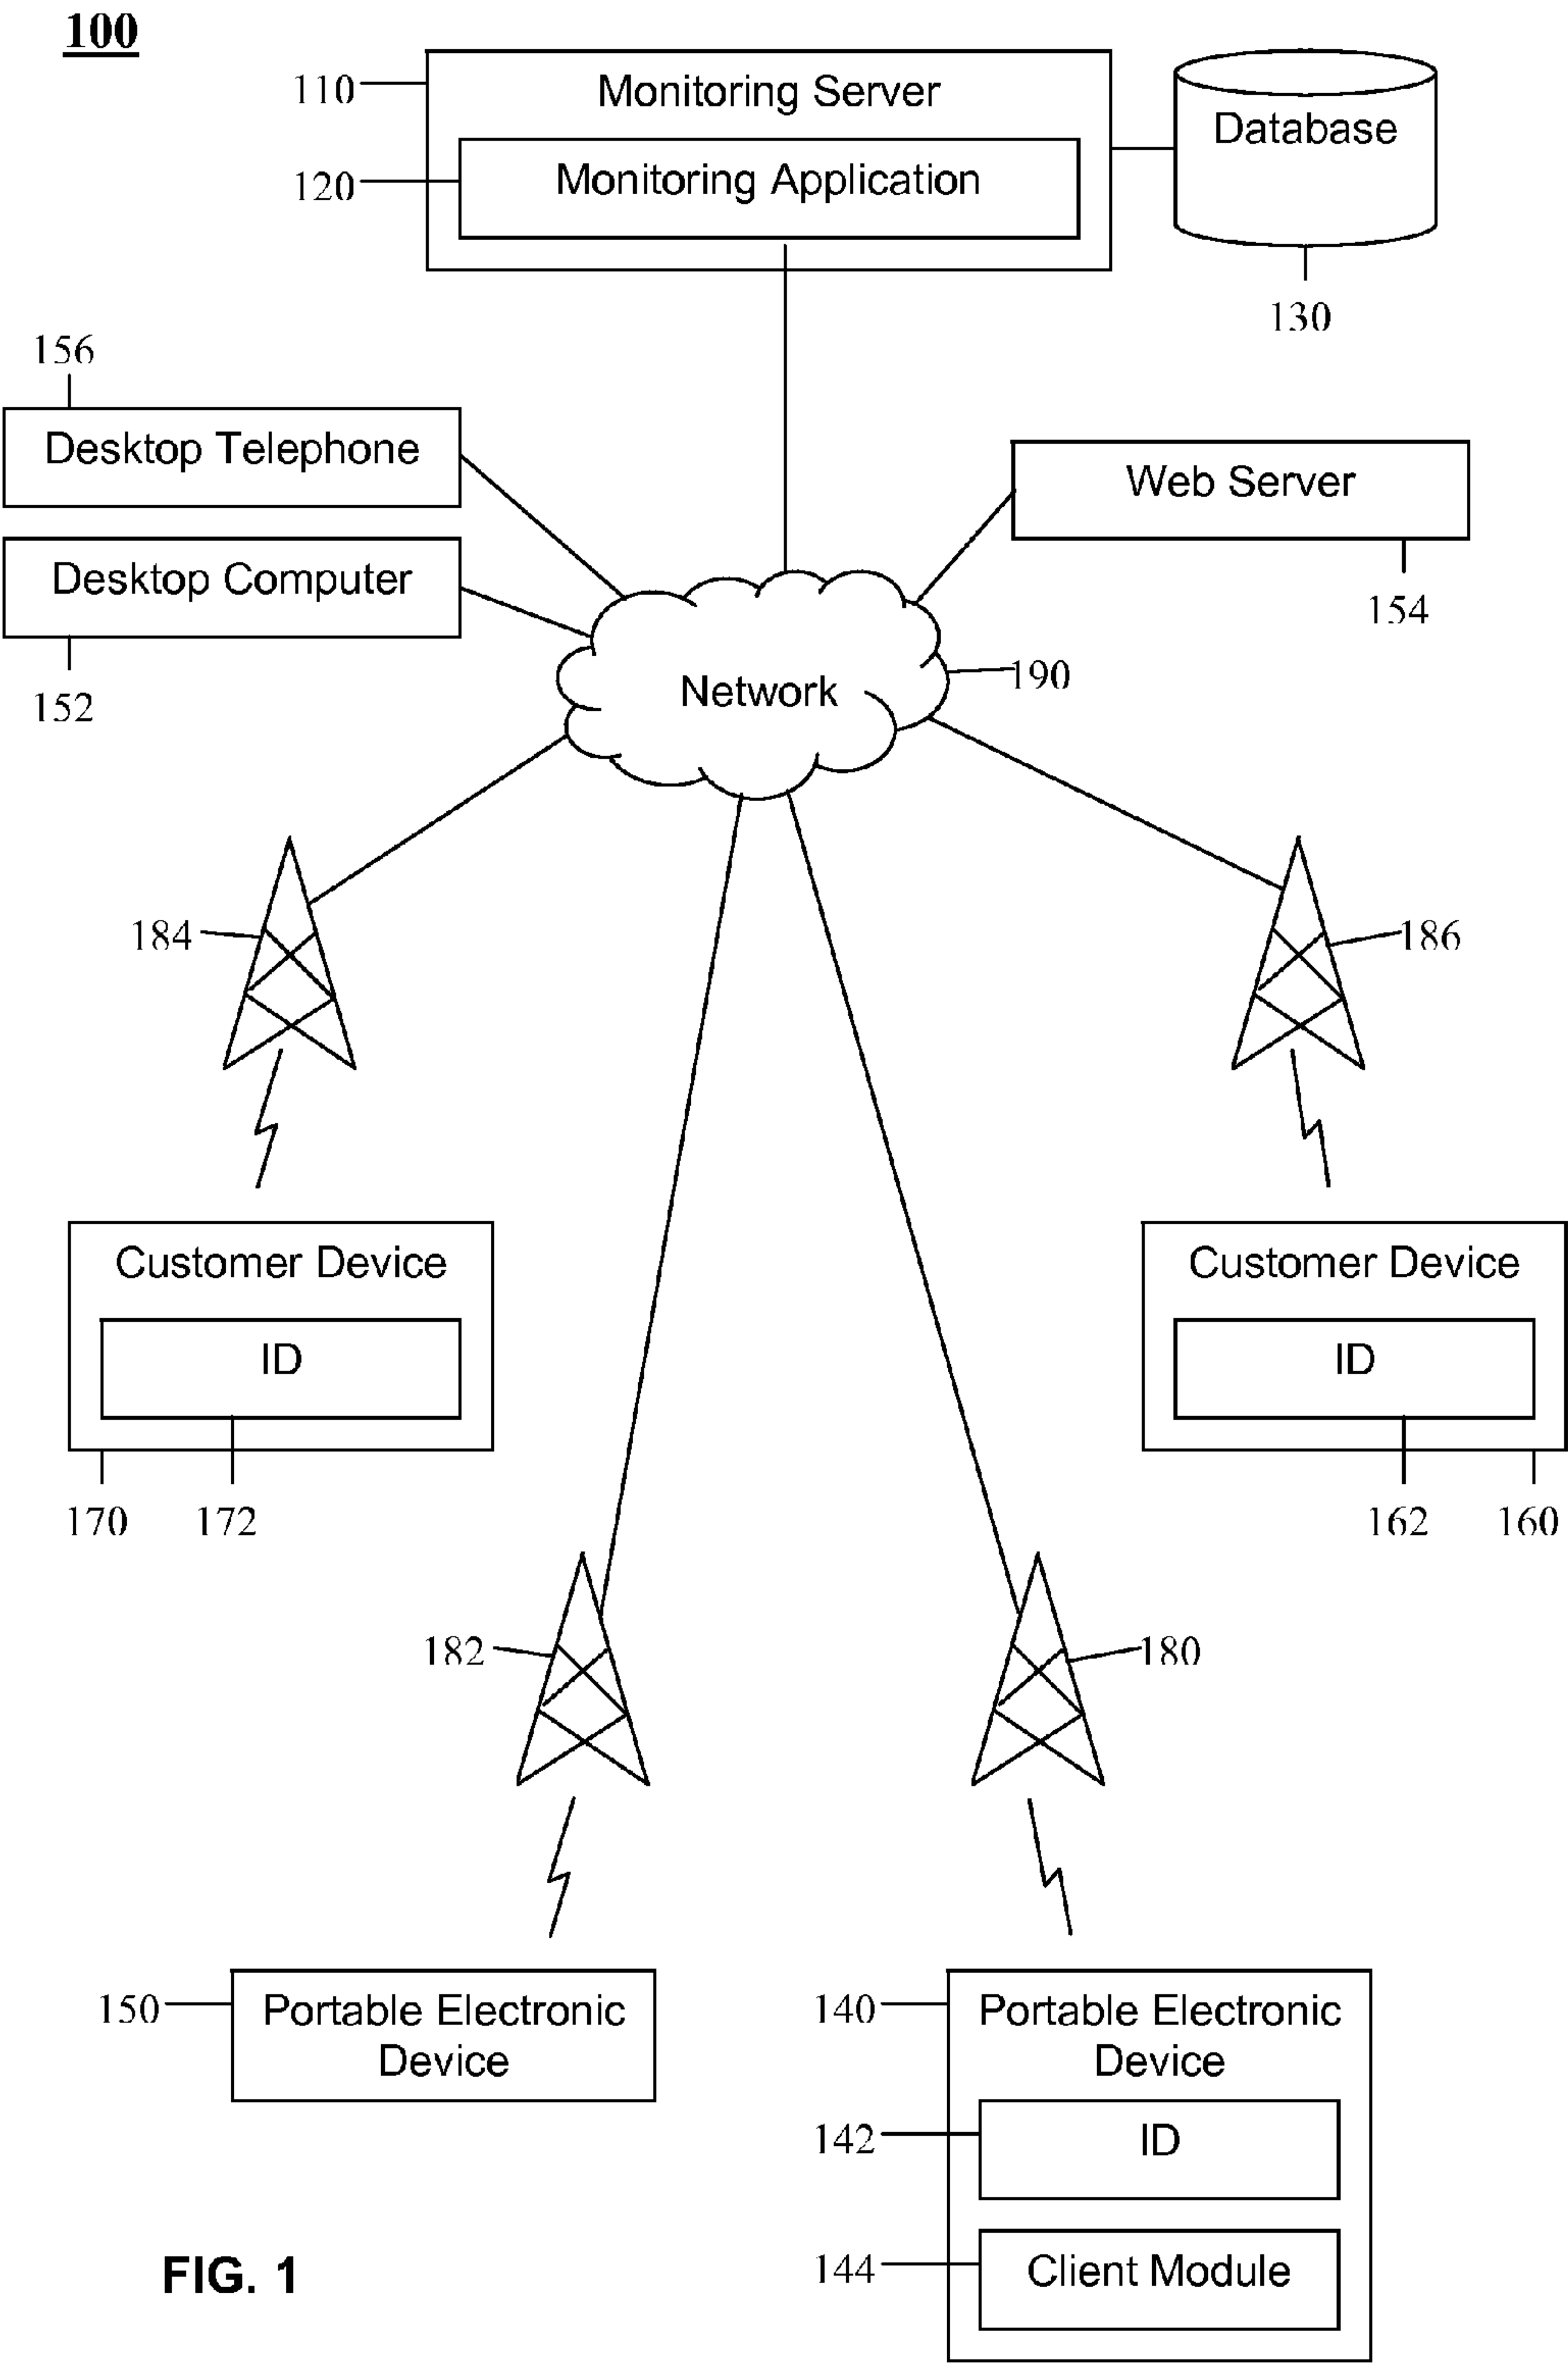 100
110
Monitoring Server
Database
120
Monitoring Application
130
156
Desktop Telephone
Web Server
Desktop Computer
154
152
Network
190
184
186
Customer Device
Customer Device
ID
ID
170
172
162
160
182
180
150
Portable Electronic
Device
140
Portable Electronic
Device
142
ID
144
Client Module
FIG. 1